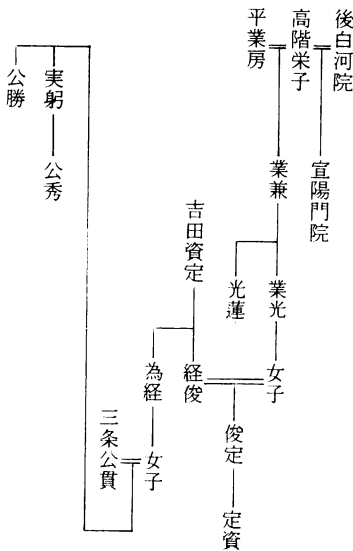 後白河院
高階栄子
平業房
宣陽門院
業兼
業光
光蓮
女子
吉田資定
経俊
為経
俊定
定資
女子
三条公貫
実躬
公勝
公秀